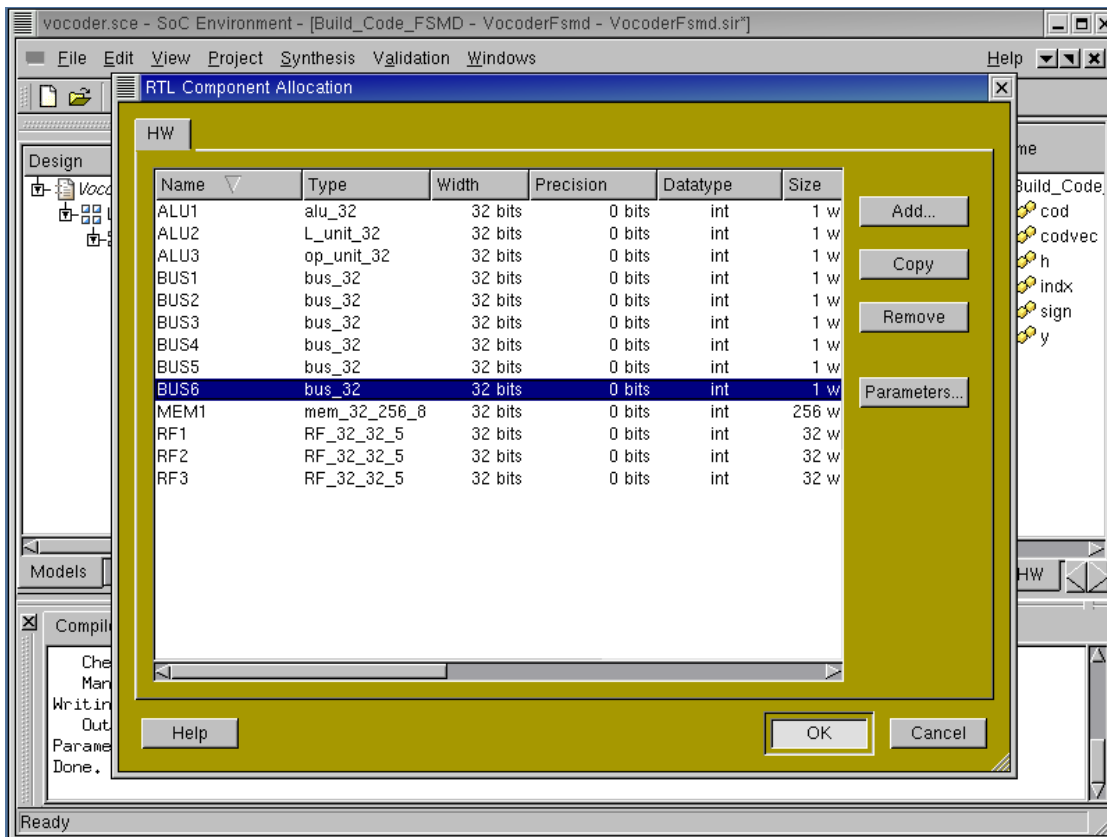 vocoder.sce - SoC Environment - [Build_Code_FSMD - VocoderFsmd - VocoderFsmd.sir*]
File Edit View Project Synthesis Validation Windows Help
RTL Component Allocation
HW
Design
Name Type Width Precision Datatype Size
ALU1 alu_32 32 bits 0 bits int 1 w
ALU2 L_unit_32 32 bits 0 bits int 1 w
ALU3 op_unit_32 32 bits 0 bits int 1 w
BUS1 bus_32 32 bits 0 bits int 1 w
BUS2 bus_32 32 bits 0 bits int 1 w
BUS3 bus_32 32 bits 0 bits int 1 w
BUS4 bus_32 32 bits 0 bits int 1 w
BUS5 bus_32 32 bits 0 bits int 1 w
BUS6 bus_32 32 bits 0 bits int 1 w
MEM1 mem_32_256_8 32 bits 0 bits int 256 w
RF1 RF_32_32_5 32 bits 0 bits int 32 w
RF2 RF_32_32_5 32 bits 0 bits int 32 w
RF3 RF_32_32_5 32 bits 0 bits int 32 w
Add...
Copy
Remove
Parameters...
me
Build_Code_
cod
codvec
h
indx
sign
y
Voco
Models
HW
Compile
Che
Man
Writin
Out
Parame
Done.
Help OK Cancel
Ready